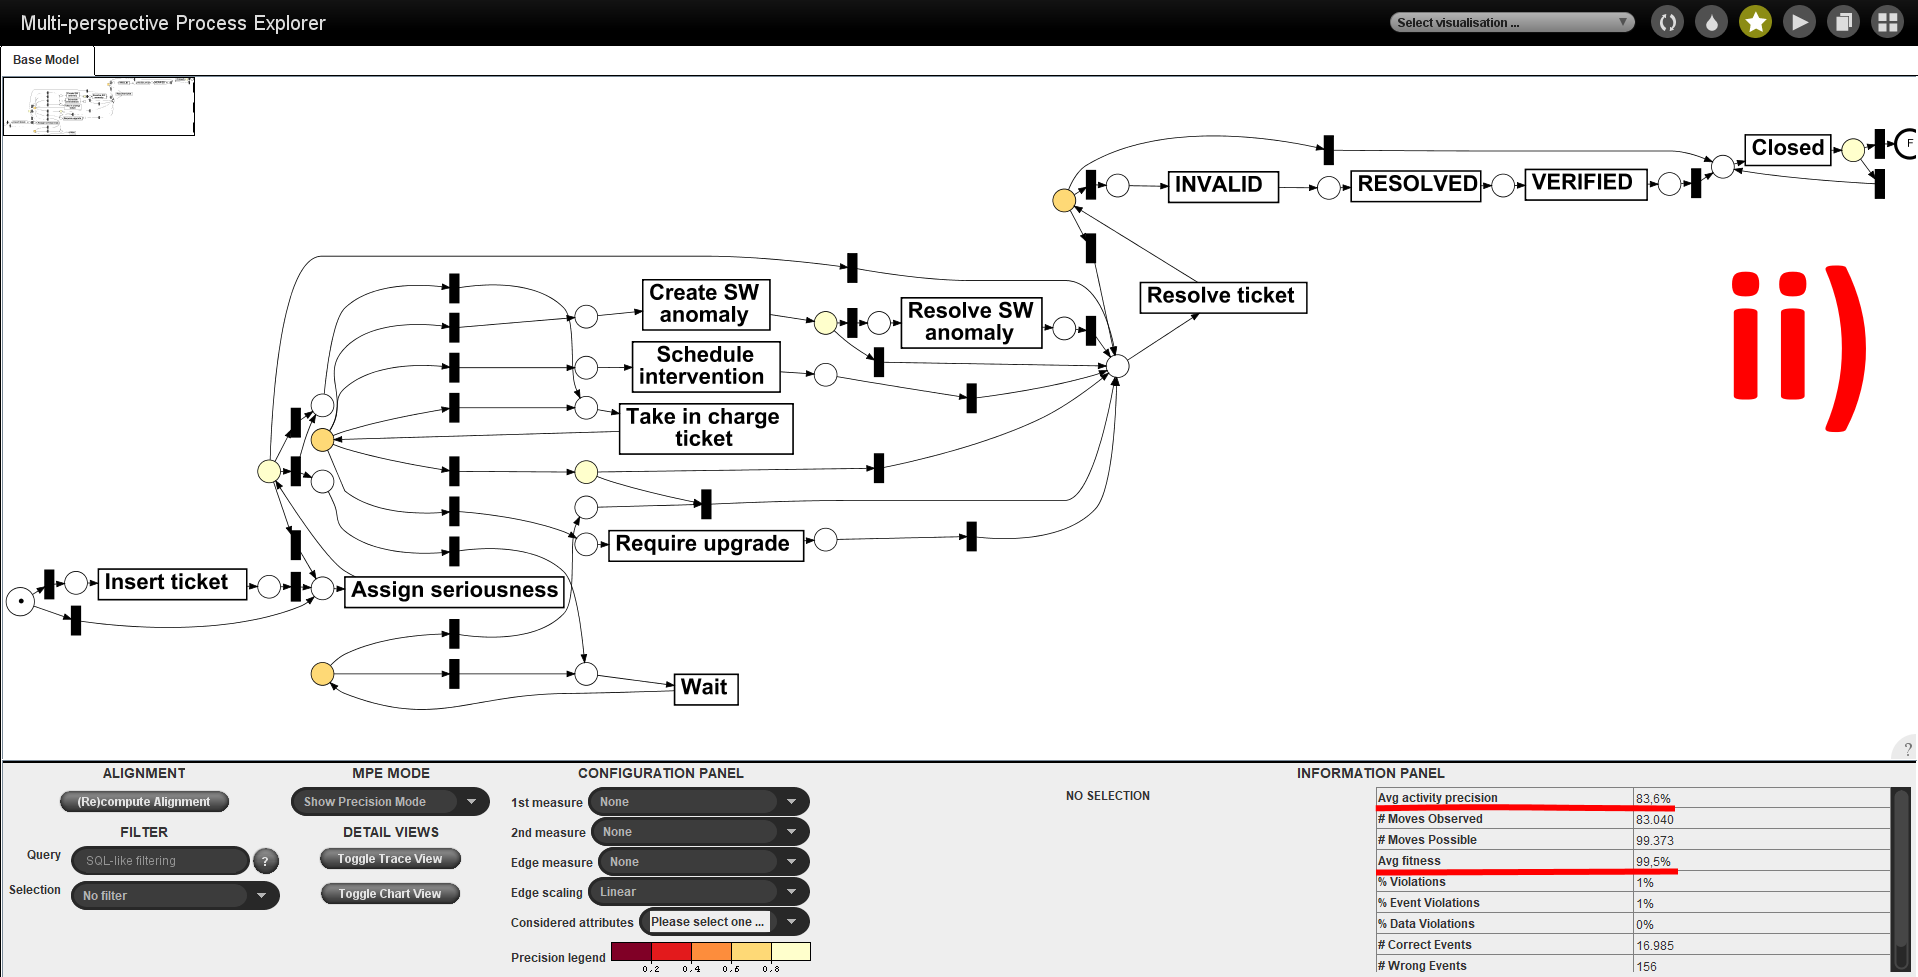 Multi-perspective Process Explorer
Select visualisation ...
Base Model
Closed
F
INVALID
RESOLVED
VERIFIED
Resolve ticket
Create SW
anomaly
Resolve SW
anomaly
Schedule
intervention
Take in charge
ticket
Require upgrade
Insert ticket
Assign seriousness
Wait
ii)
?
ALIGNMENT
(Re)compute Alignment
FILTER
Query
SQL-like filtering
?
Selection
No filter
MPE MODE
Show Precision Mode
DETAIL VIEWS
Toggle Trace View
Toggle Chart View
CONFIGURATION PANEL
1st measure
None
2nd measure
None
Edge measure
None
Edge scaling
Linear
Considered attributes
Please select one ...
Precision legend
0.2 0.4 0.6 0.8
NO SELECTION
INFORMATION PANEL
Avg activity precision 83,6%
# Moves Observed 83.040
# Moves Possible 99.373
Avg fitness 99,5%
% Violations 1%
% Event Violations 1%
% Data Violations 0%
# Correct Events 16.985
# Wrong Events 156